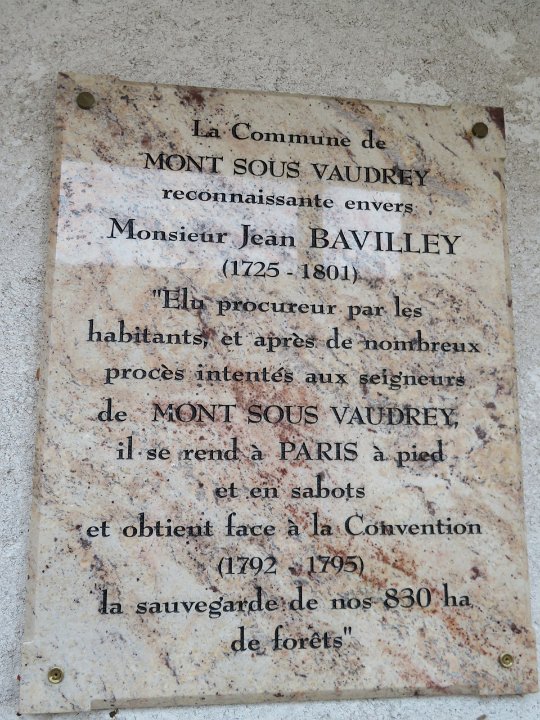 La Commune de
MONT SOUS VAUDREY
reconnaissante envers
Monsieur Jean BAVILLEY
(1725 - 1801)
"Elu procureur par les
habitants, et après de nombreux
procès intentés aux seigneurs
de MONT SOUS VAUDREY,
il se rend à PARIS à pied
et en sabots
et obtient face à la Convention
(1792 - 1795)
la sauvegarde de nos 830 ha
de forêts"